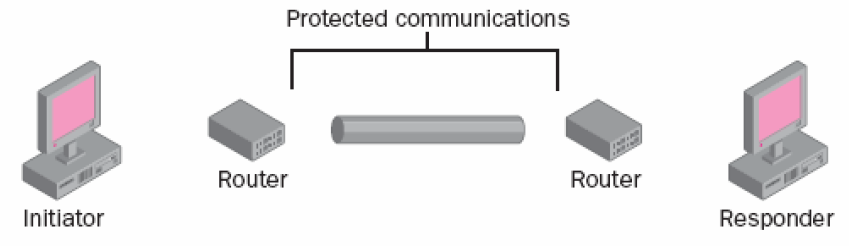 Protected communications
Router
Router
Initiator
Responder